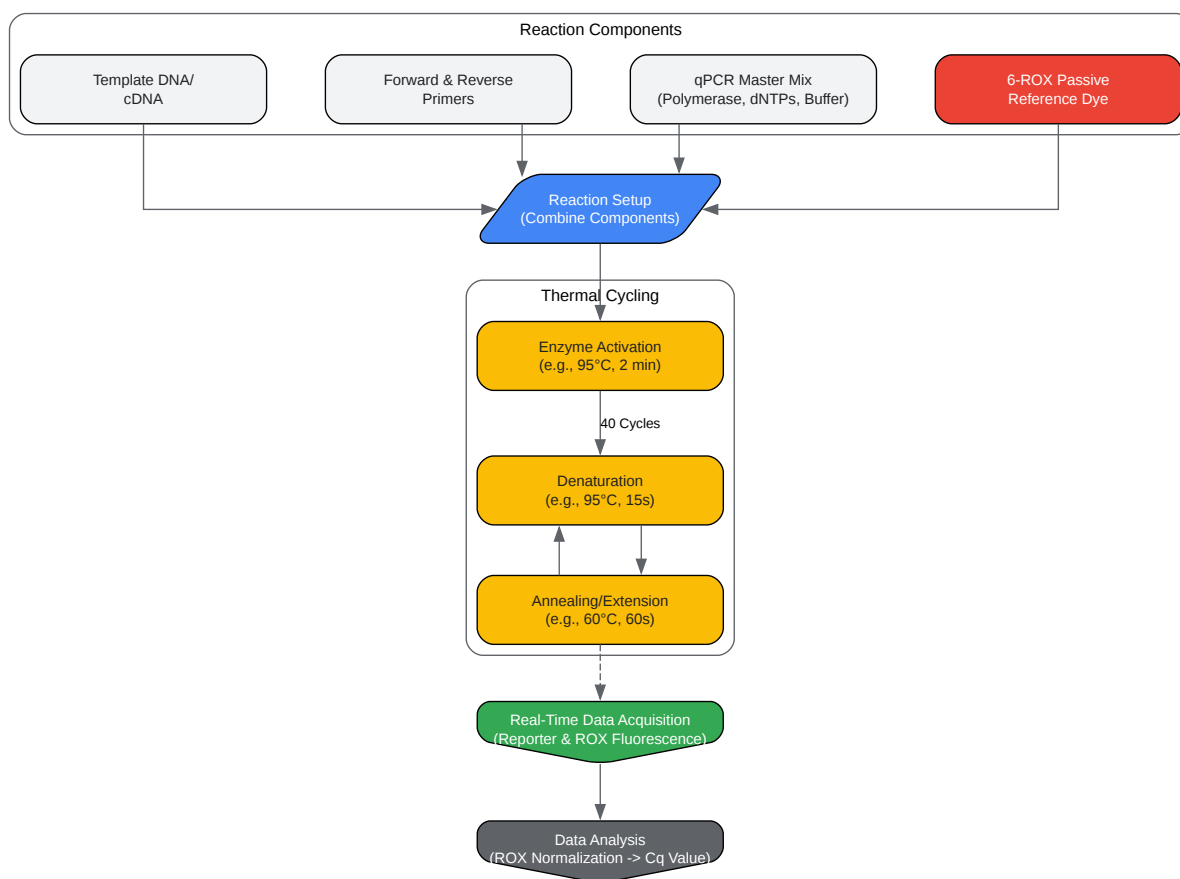 Reaction Components
Template DNA/
cDNA
Forward & Reverse
Primers
qPCR Master Mix
(Polymerase, dNTPs, Buffer)
6-ROX Passive
Reference Dye
Reaction Setup
(Combine Components)
Thermal Cycling
Enzyme Activation
(e.g., 95°C, 2 min)
40 Cycles
Denaturation
(e.g., 95°C, 15s)
Annealing/Extension
(e.g., 60°C, 60s)
Real-Time Data Acquisition
(Reporter & ROX Fluorescence)
Data Analysis
(ROX Normalization -> Cq Value)